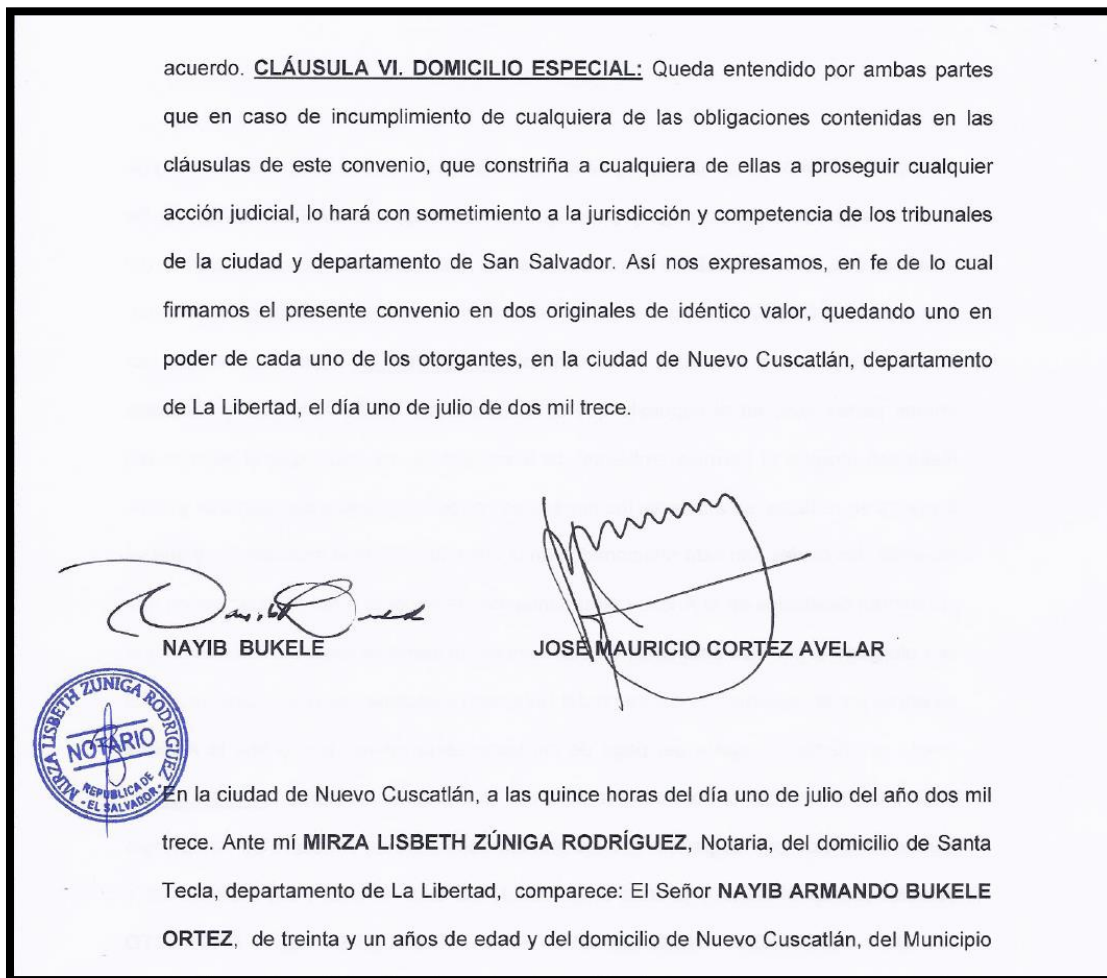 acuerdo. CLÁUSULA VI. DOMICILIO ESPECIAL: Queda entendido por ambas partes
que en caso de incumplimiento de cualquiera de las obligaciones contenidas en las
cláusulas de este convenio, que constriña a cualquiera de ellas a proseguir cualquier
acción judicial, lo hará con sometimiento a la jurisdicción y competencia de los tribunales
de la ciudad y departamento de San Salvador. Así nos expresamos, en fe de lo cual
firmamos el presente convenio en dos originales de idéntico valor, quedando uno en
poder de cada uno de los otorgantes, en la ciudad de Nuevo Cuscatlán, departamento
de La Libertad, el día uno de julio de dos mil trece.
NAYIB BUKELE
JOSÉ MAURICIO CORTEZ AVELAR
MIRZA LISBETH ZUNIGA RODRIGUEZ
NOTARIO
REPUBLICA DE
EL SALVADOR
En la ciudad de Nuevo Cuscatlán, a las quince horas del día uno de julio del año dos mil
trece. Ante mí MIRZA LISBETH ZÚNIGA RODRÍGUEZ, Notaria, del domicilio de Santa
Tecla, departamento de La Libertad, comparece: El Señor NAYIB ARMANDO BUKELE
ORTEZ, de treinta y un años de edad y del domicilio de Nuevo Cuscatlán, del Municipio